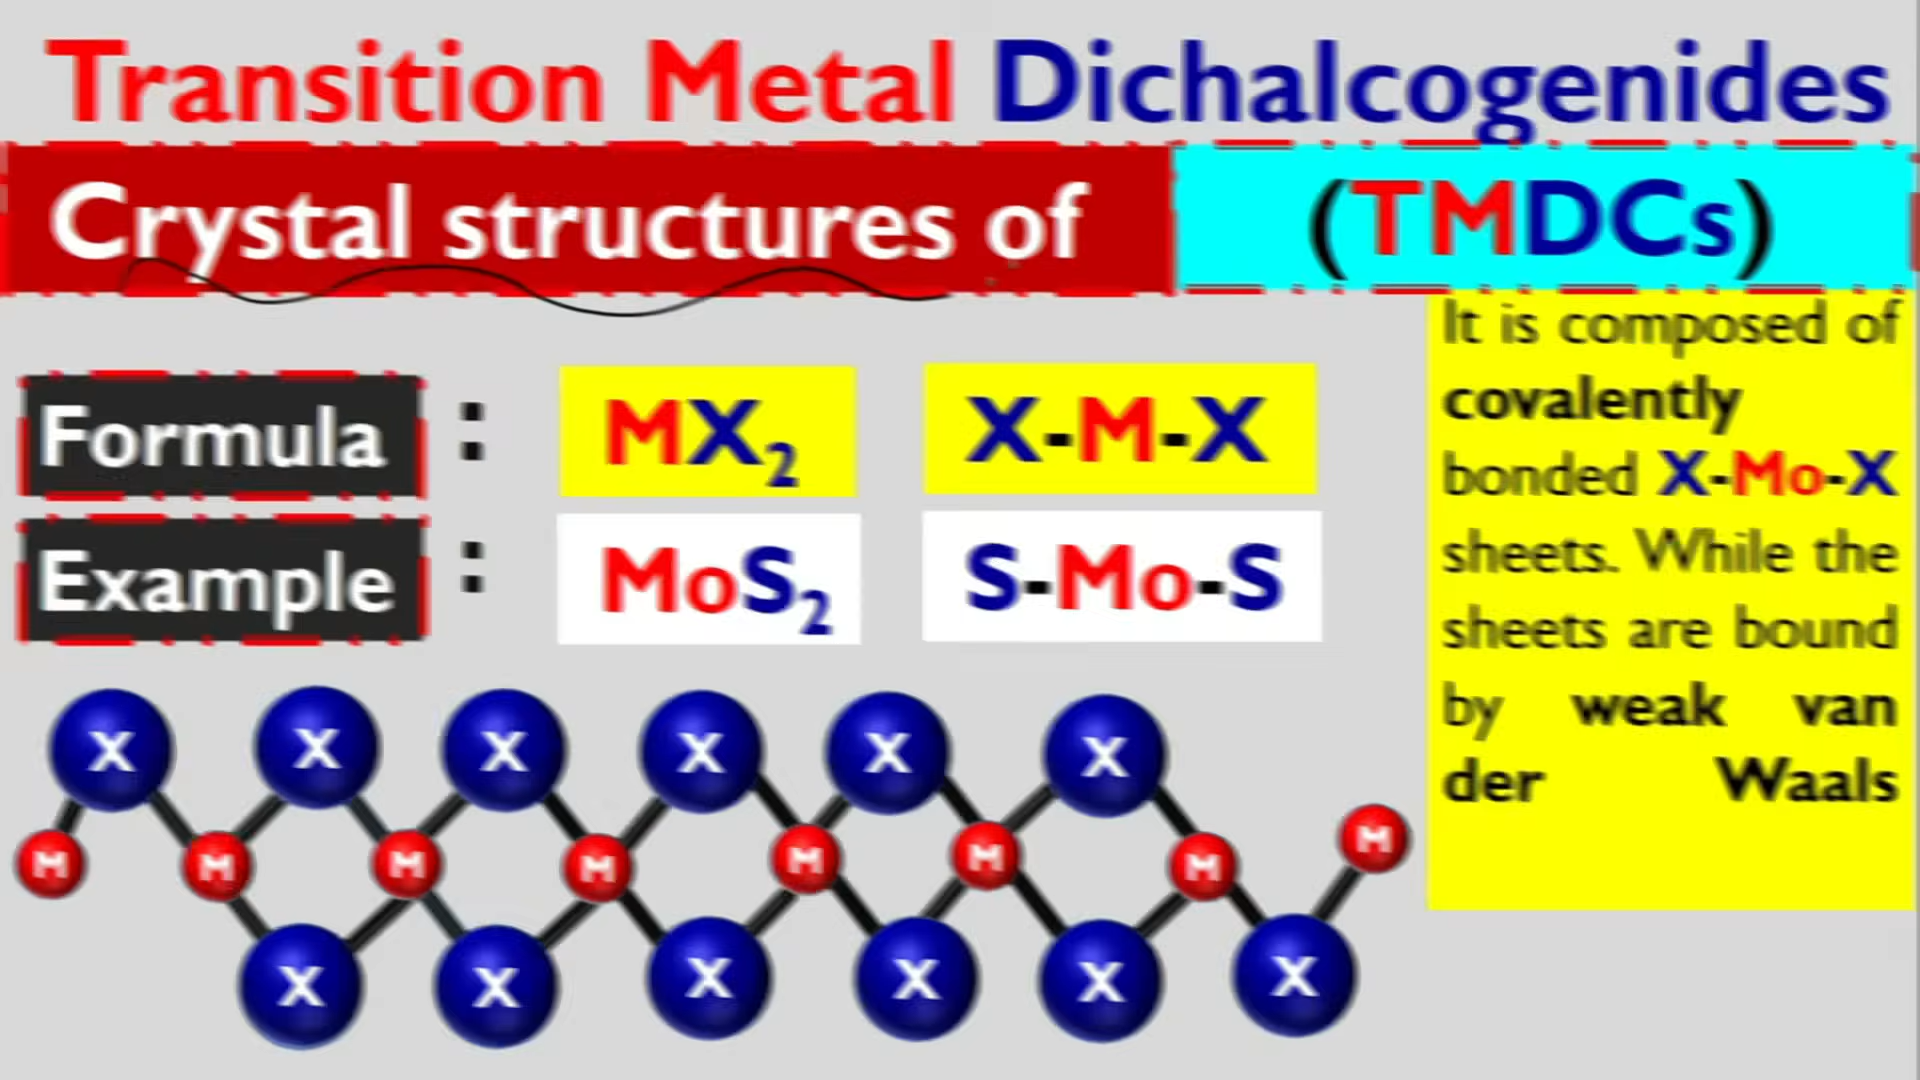 Transition Metal Dichalcogenides
Crystal structures of (TMDCs)
Formula : MX₂ X-M-X
Example : MoS₂ S-Mo-S
It is composed of
covalently
bonded X-Mo-X
sheets. While the
sheets are bound
by weak van
der Waals
X X X X X X
M M M M M M M M
X X X X X X